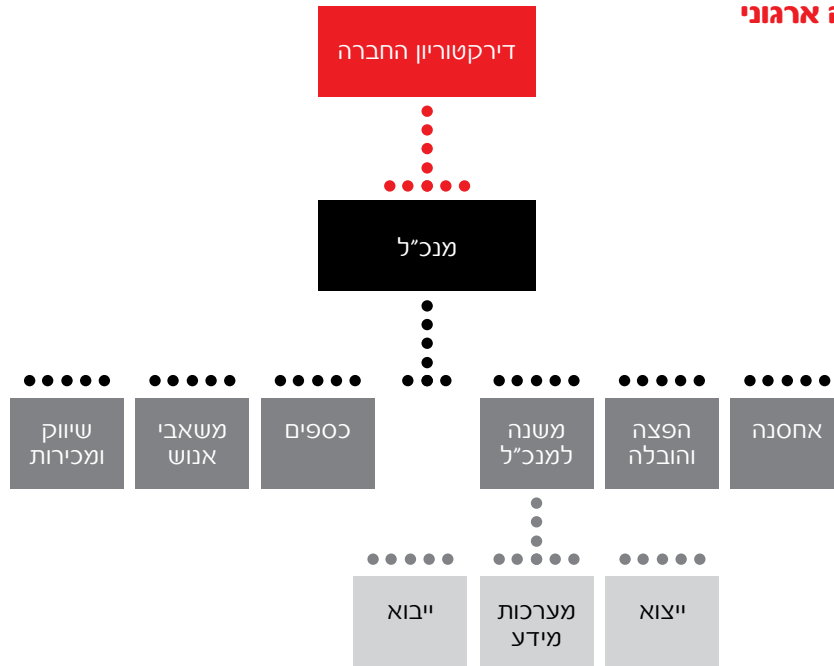 ארגוני
דירקטוריון החברה
מנכ״ל
אחסנה
הפצה
והובלה
משנה
למנכ״ל
כספים
משאבי
אנוש
שיווק
ומכירות
ייצוא
מערכות
מידע
ייבוא